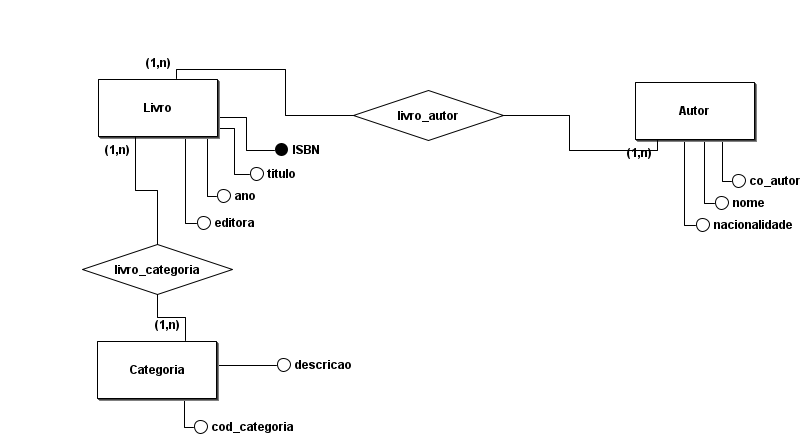 (1,n)
Livro
livro_autor
Autor
(1,n)
ISBN
(1,n)
titulo
co_autor
ano
nome
editora
nacionalidade
livro_categoria
(1,n)
Categoria
descricao
cod_categoria